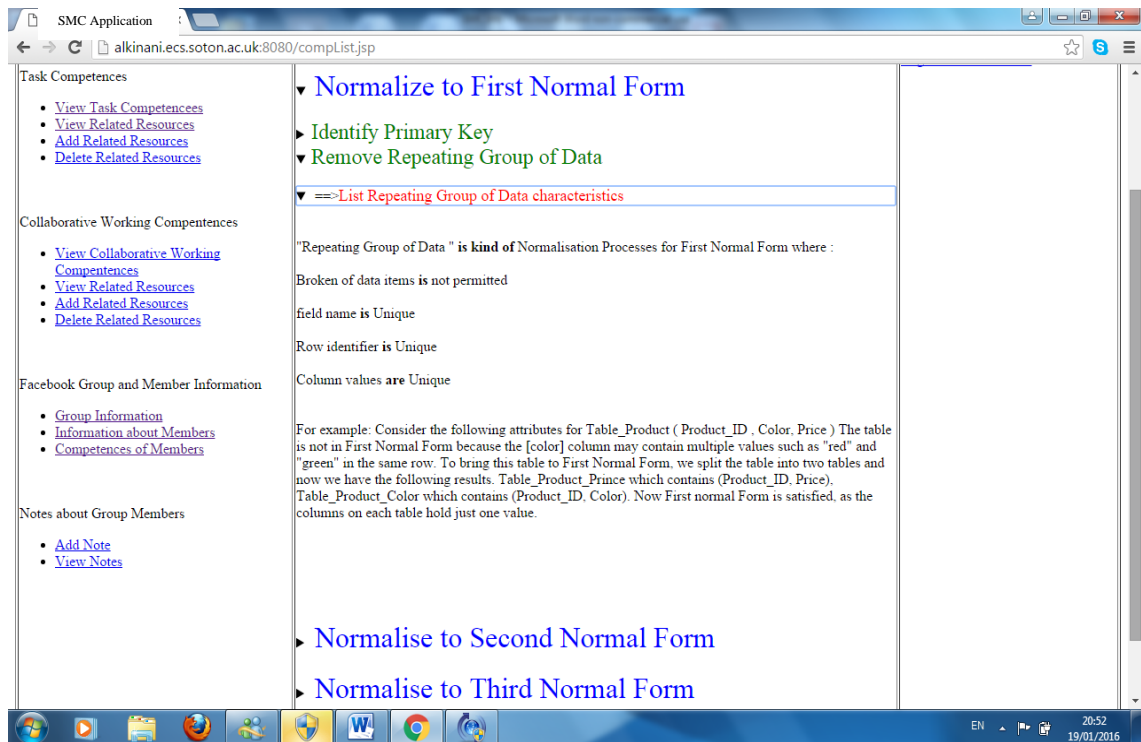 SMC Application
alkinani.ecs.soton.ac.uk:8080/compList.jsp
Task Competences
View Task Competencees
View Related Resources
Add Related Resources
Delete Related Resources
Collaborative Working Compentences
View Collaborative Working
Compentences
View Related Resources
Add Related Resources
Delete Related Resources
Facebook Group and Member Information
Group Information
Information about Members
Competences of Members
Notes about Group Members
Add Note
View Notes
Normalize to First Normal Form
Identify Primary Key
Remove Repeating Group of Data
==>List Repeating Group of Data characteristics
"Repeating Group of Data " is kind of Normalisation Processes for First Normal Form where :
Broken of data items is not permitted
field name is Unique
Row identifier is Unique
Column values are Unique
For example: Consider the following attributes for Table_Product ( Product_ID , Color, Price ) The table
is not in First Normal Form because the [color] column may contain multiple values such as "red" and
"green" in the same row. To bring this table to First Normal Form, we split the table into two tables and
now we have the following results. Table_Product_Prince which contains (Product_ID, Price),
Table_Product_Color which contains (Product_ID, Color). Now First normal Form is satisfied, as the
columns on each table hold just one value.
Normalise to Second Normal Form
Normalise to Third Normal Form
EN
20:52
19/01/2016